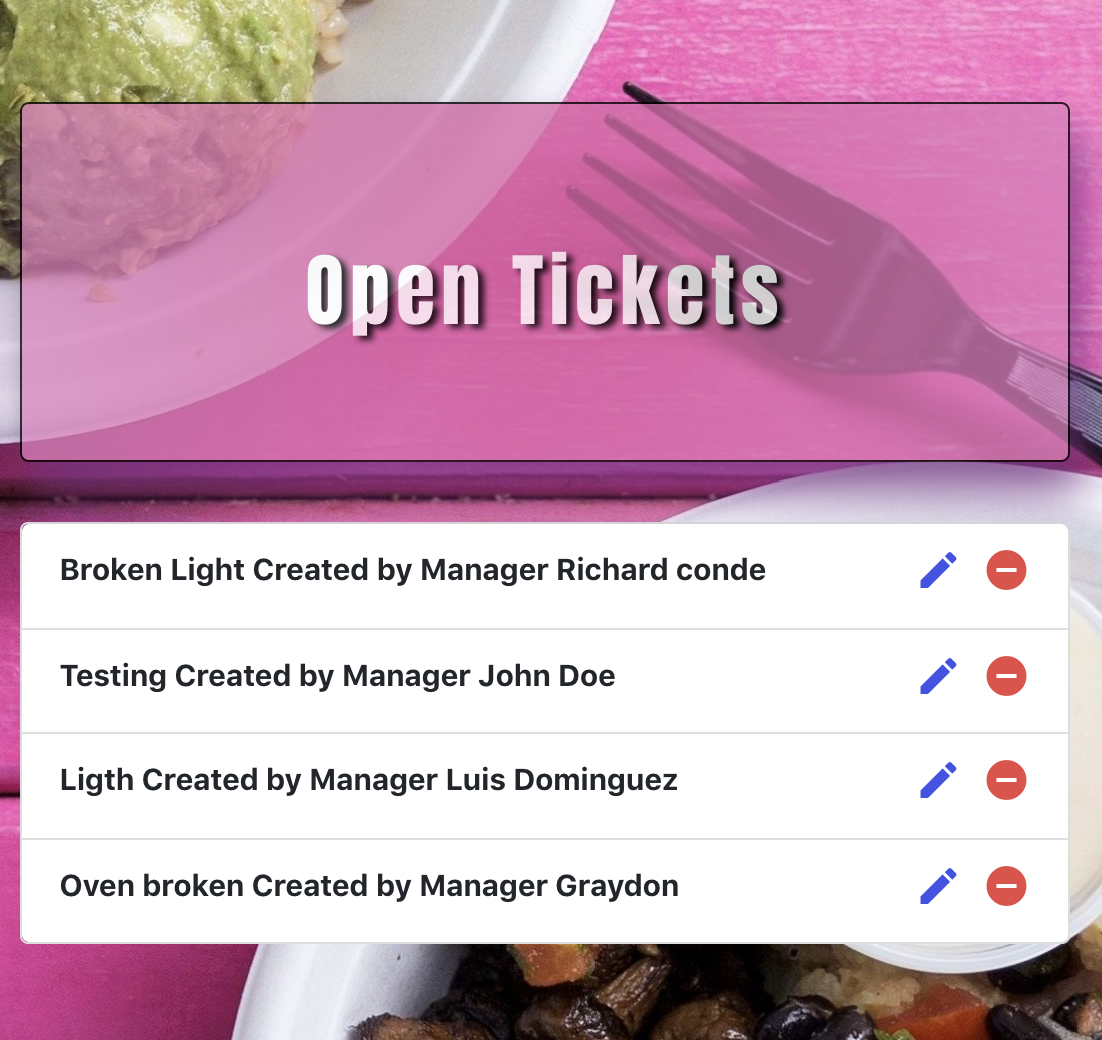 Open Tickets
Broken Light Created by Manager Richard conde
Testing Created by Manager John Doe
Ligth Created by Manager Luis Dominguez
Oven broken Created by Manager Graydon